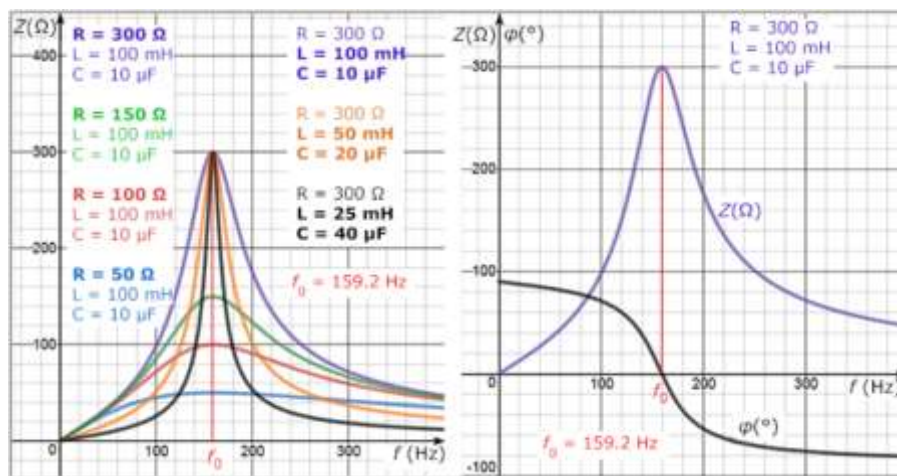 Z(Ω)
400
300
200
100
0
100
200
300
f (Hz)
f₀
R = 300 Ω
L = 100 mH
C = 10 µF
R = 150 Ω
L = 100 mH
C = 10 µF
R = 100 Ω
L = 100 mH
C = 10 µF
R = 50 Ω
L = 100 mH
C = 10 µF
R = 300 Ω
L = 100 mH
C = 10 µF
R = 300 Ω
L = 50 mH
C = 20 µF
R = 300 Ω
L = 25 mH
C = 40 µF
f₀ = 159.2 Hz
Z(Ω) φ(°)
R = 300 Ω
L = 100 mH
C = 10 µF
300
200
100
Z(Ω)
0
100
200
300
f (Hz)
f₀
φ(°)
f₀ = 159.2 Hz
-100